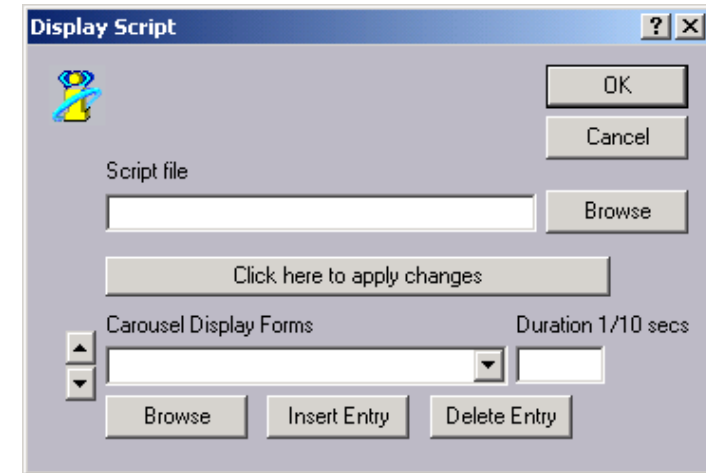 Display Script
OK
Cancel
Script file
Browse
Click here to apply changes
Carousel Display Forms Duration 1/10 secs
Browse Insert Entry Delete Entry